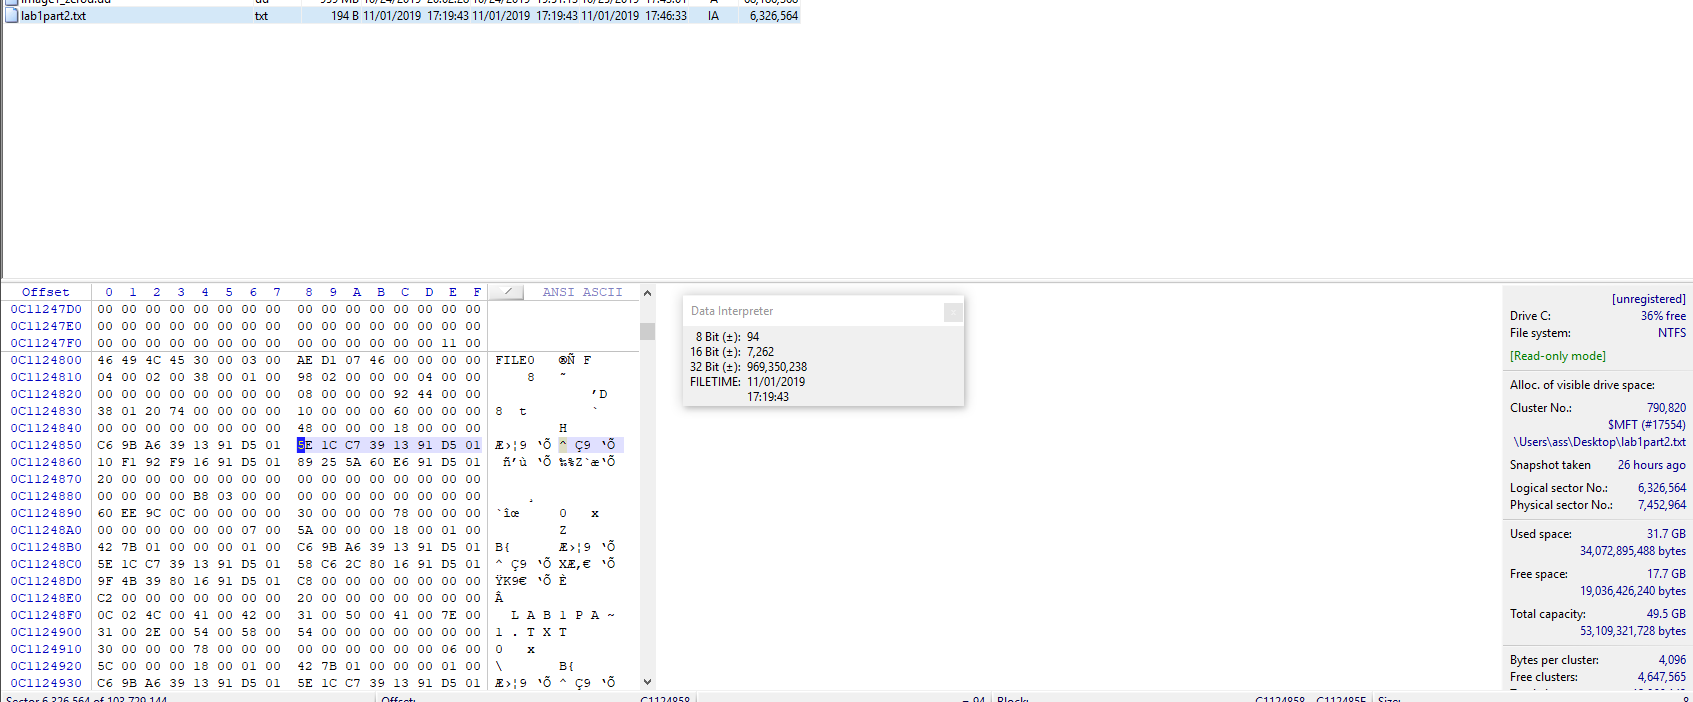 lab1part2.txt txt 194 B 11/01/2019 17:19:43 11/01/2019 17:19:43 11/01/2019 17:46:33 IA 6,326,564
Offset 0 1 2 3 4 5 6 7 8 9 A B C D E F ANSI ASCII
0C11247D0 00 00 00 00 00 00 00 00 00 00 00 00 00 00 00 00
0C11247E0 00 00 00 00 00 00 00 00 00 00 00 00 00 00 00 00
0C11247F0 00 00 00 00 00 00 00 00 00 00 00 00 00 00 11 00
0C1124800 46 49 4C 45 30 00 03 00 AE D1 07 46 00 00 00 00 FILE0 ®Ñ F
0C1124810 04 00 02 00 38 00 01 00 98 02 00 00 00 04 00 00 8 ˜
0C1124820 00 00 00 00 00 00 00 00 08 00 00 00 92 44 00 00 ’D
0C1124830 38 01 20 74 00 00 00 00 10 00 00 00 60 00 00 00 8 t `
0C1124840 00 00 00 00 00 00 00 00 48 00 00 00 18 00 00 00 H
0C1124850 C6 9B A6 39 13 91 D5 01 5E 1C C7 39 13 91 D5 01 Æ›¦9 ‘Õ ^ Ç9 ‘Õ
0C1124860 10 F1 92 F9 16 91 D5 01 89 25 5A 60 E6 91 D5 01 ñ’ù ‘Õ ‰%Z`æ‘Õ
0C1124870 20 00 00 00 00 00 00 00 00 00 00 00 00 00 00 00
0C1124880 00 00 00 00 B8 03 00 00 00 00 00 00 00 00 00 00 ¸
0C1124890 60 EE 9C 0C 00 00 00 00 30 00 00 00 78 00 00 00 `îœ 0 x
0C11248A0 00 00 00 00 00 00 07 00 5A 00 00 00 18 00 01 00 Z
0C11248B0 42 7B 01 00 00 00 01 00 C6 9B A6 39 13 91 D5 01 B{ Æ›¦9 ‘Õ
0C11248C0 5E 1C C7 39 13 91 D5 01 58 C6 2C 80 16 91 D5 01 ^ Ç9 ‘Õ XÆ,€ ‘Õ
0C11248D0 9F 4B 39 80 16 91 D5 01 C8 00 00 00 00 00 00 00 ŸK9€ ‘Õ È
0C11248E0 C2 00 00 00 00 00 00 00 20 00 00 00 00 00 00 00 Â
0C11248F0 0C 02 4C 00 41 00 42 00 31 00 50 00 41 00 7E 00 L A B 1 P A ~
0C1124900 31 00 2E 00 54 00 58 00 54 00 00 00 00 00 00 00 1 . T X T
0C1124910 30 00 00 00 78 00 00 00 00 00 00 00 00 00 06 00 0 x
0C1124920 5C 00 00 00 18 00 01 00 42 7B 01 00 00 00 01 00 \ B{
0C1124930 C6 9B A6 39 13 91 D5 01 5E 1C C7 39 13 91 D5 01 Æ›¦9 ‘Õ ^ Ç9 ‘Õ
Data Interpreter
8 Bit (±): 94
16 Bit (±): 7,262
32 Bit (±): 969,350,238
FILETIME: 11/01/2019
17:19:43
[unregistered]
Drive C: 36% free
File system: NTFS
[Read-only mode]
Alloc. of visible drive space:
Cluster No.: 790,820
$MFT (#17554)
\Users\ass\Desktop\lab1part2.txt
Snapshot taken 26 hours ago
Logical sector No.: 6,326,564
Physical sector No.: 7,452,964
Used space: 31.7 GB
34,072,895,488 bytes
Free space: 17.7 GB
19,036,426,240 bytes
Total capacity: 49.5 GB
53,109,321,728 bytes
Bytes per cluster: 4,096
Free clusters: 4,647,565
Sector 6,326,564 of 103,729,144 Offset: C1124858 = 94 Block: C1124858 - C112485F Size: 8